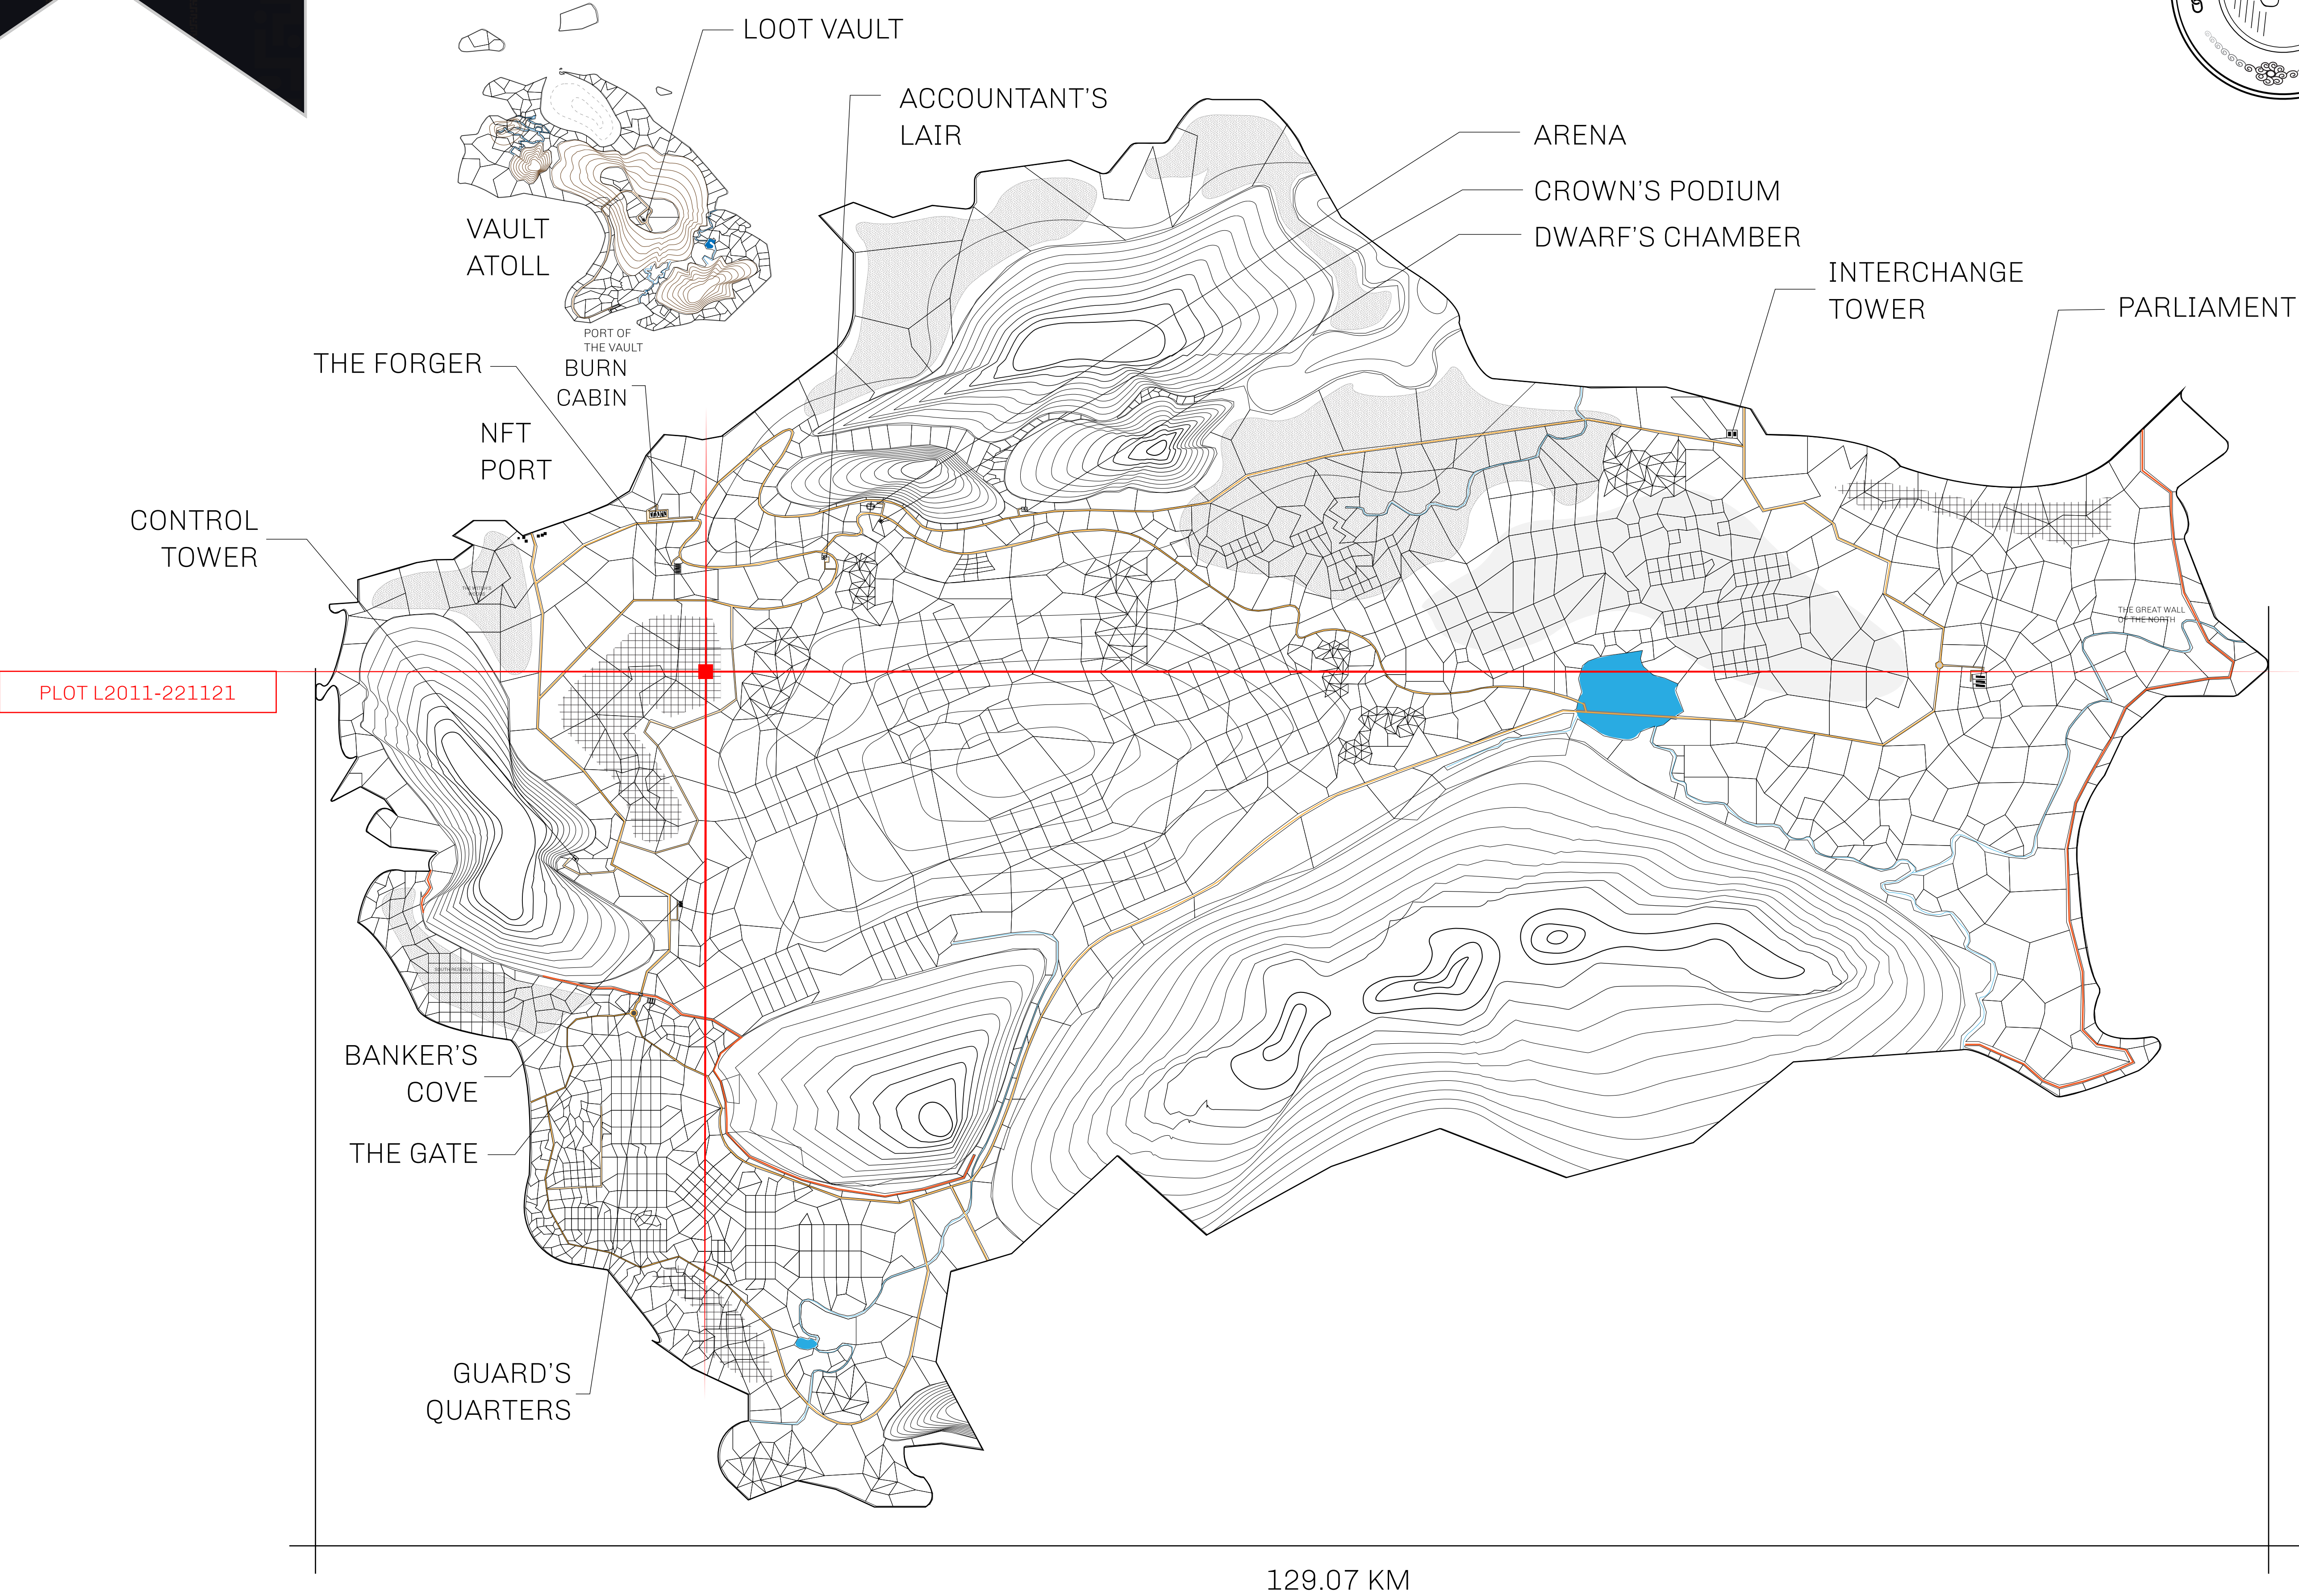 LOOT VAULT
ACCOUNTANT'S
LAIR
ARENA
CROWN'S PODIUM
DWARF'S CHAMBER
INTERCHANGE
TOWER
PARLIAMENT
VAULT
ATOLL
PORT OF
THE VAULT
THE FORGER
BURN
CABIN
NFT
PORT
CONTROL
TOWER
THE GREAT WALL
OF THE NORTH
PLOT L2011-221121
SOUTH RESERVE
BANKER'S
COVE
THE GATE
GUARD'S
QUARTERS
129.07 KM